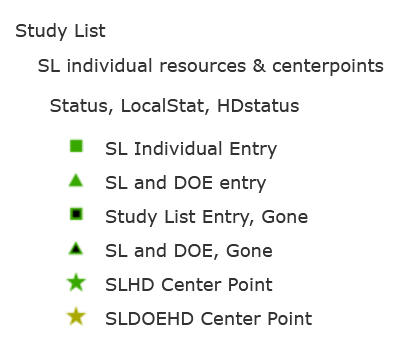 Study List
SL individual resources & centerpoints
Status, LocalStat, HDstatus
SL Individual Entry
SL and DOE entry
Study List Entry, Gone
SL and DOE, Gone
SLHD Center Point
SLDOEHD Center Point